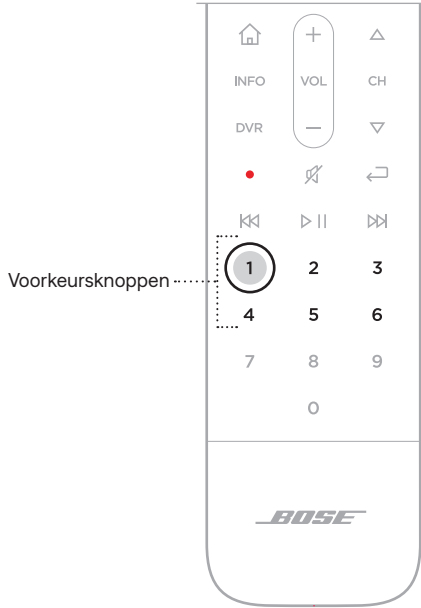 INFO VOL CH
DVR
Voorkeursknoppen
1 2 3
4 5 6
7 8 9
0
BOSE